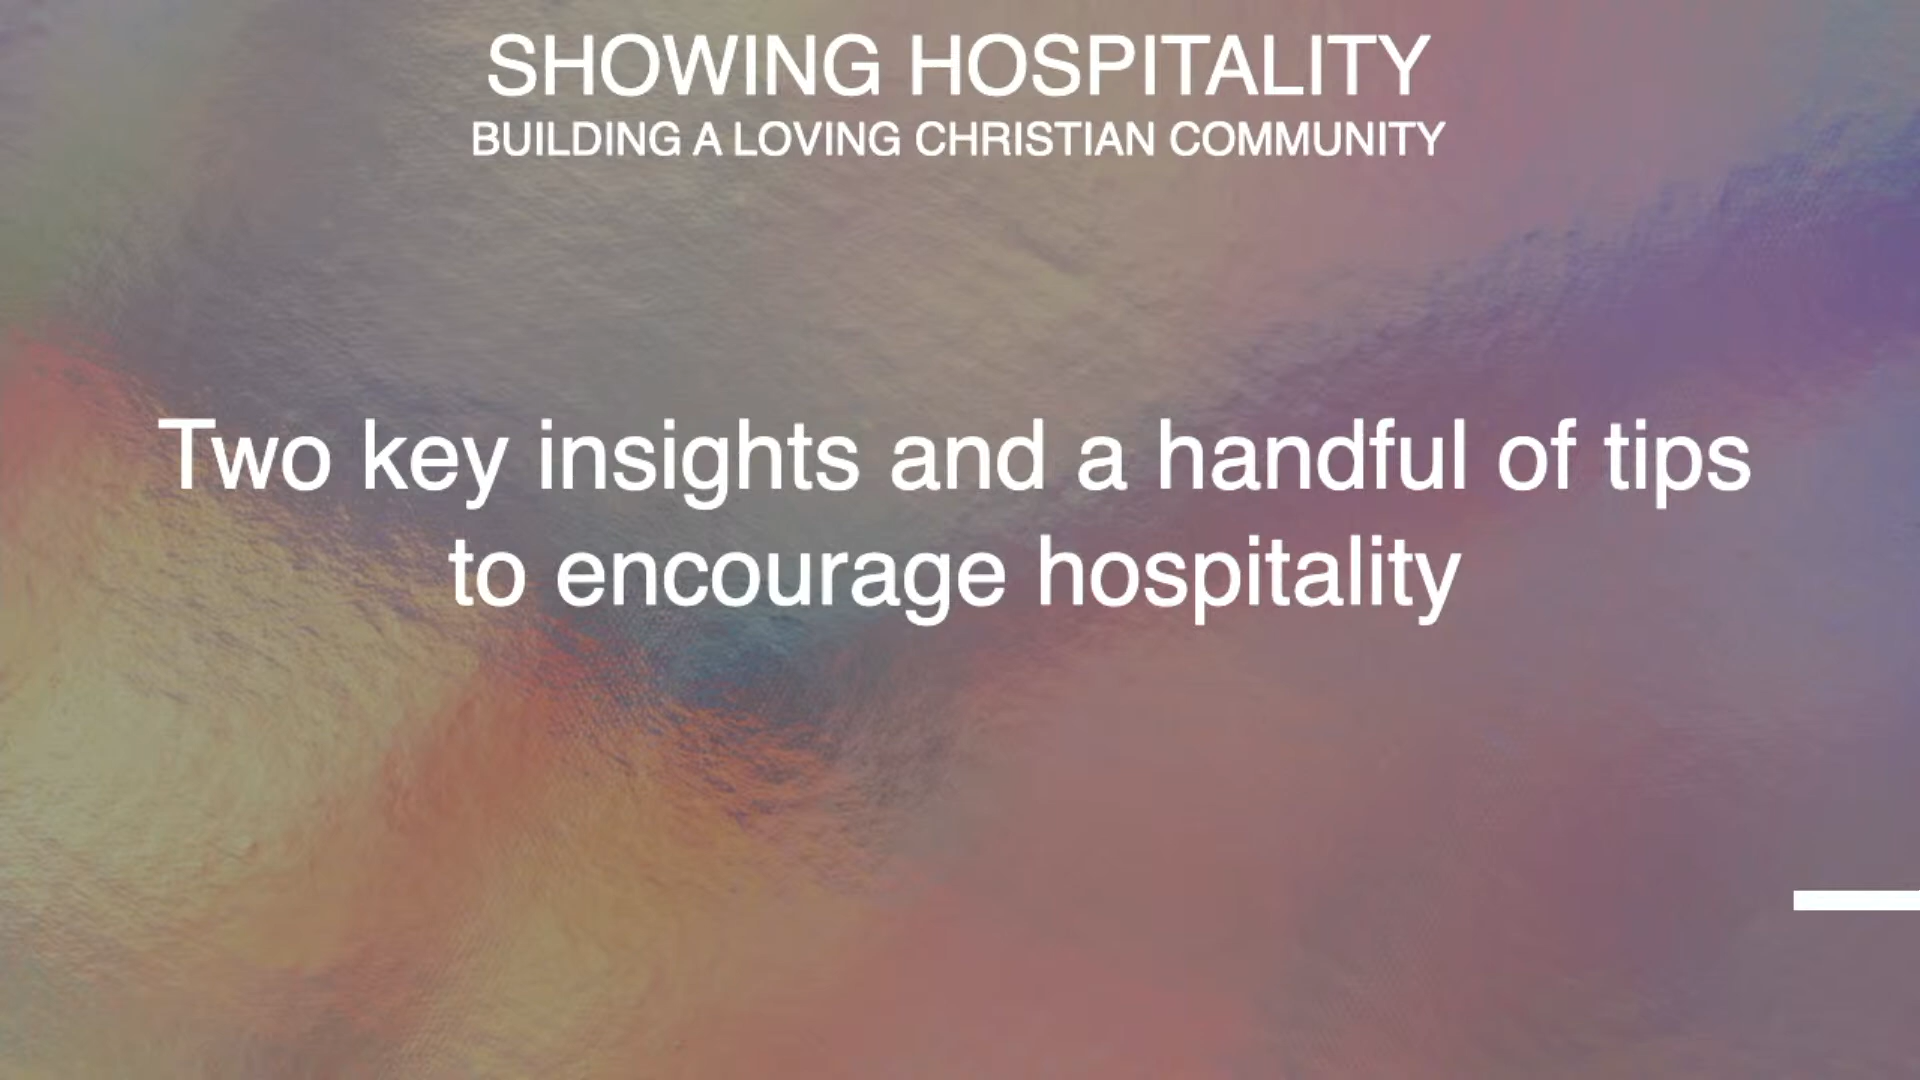 SHOWING HOSPITALITY
BUILDING A LOVING CHRISTIAN COMMUNITY
Two key insights and a handful of tips
to encourage hospitality